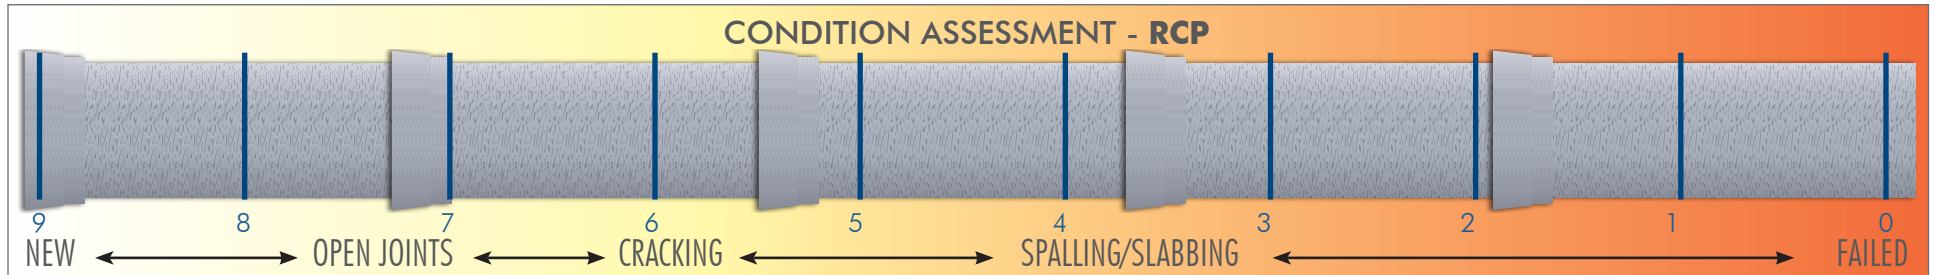 CONDITION ASSESSMENT - RCP
9 8 7 6 5 4 3 2 1 0
NEW OPEN JOINTS CRACKING SPALLING/SLABBING FAILED